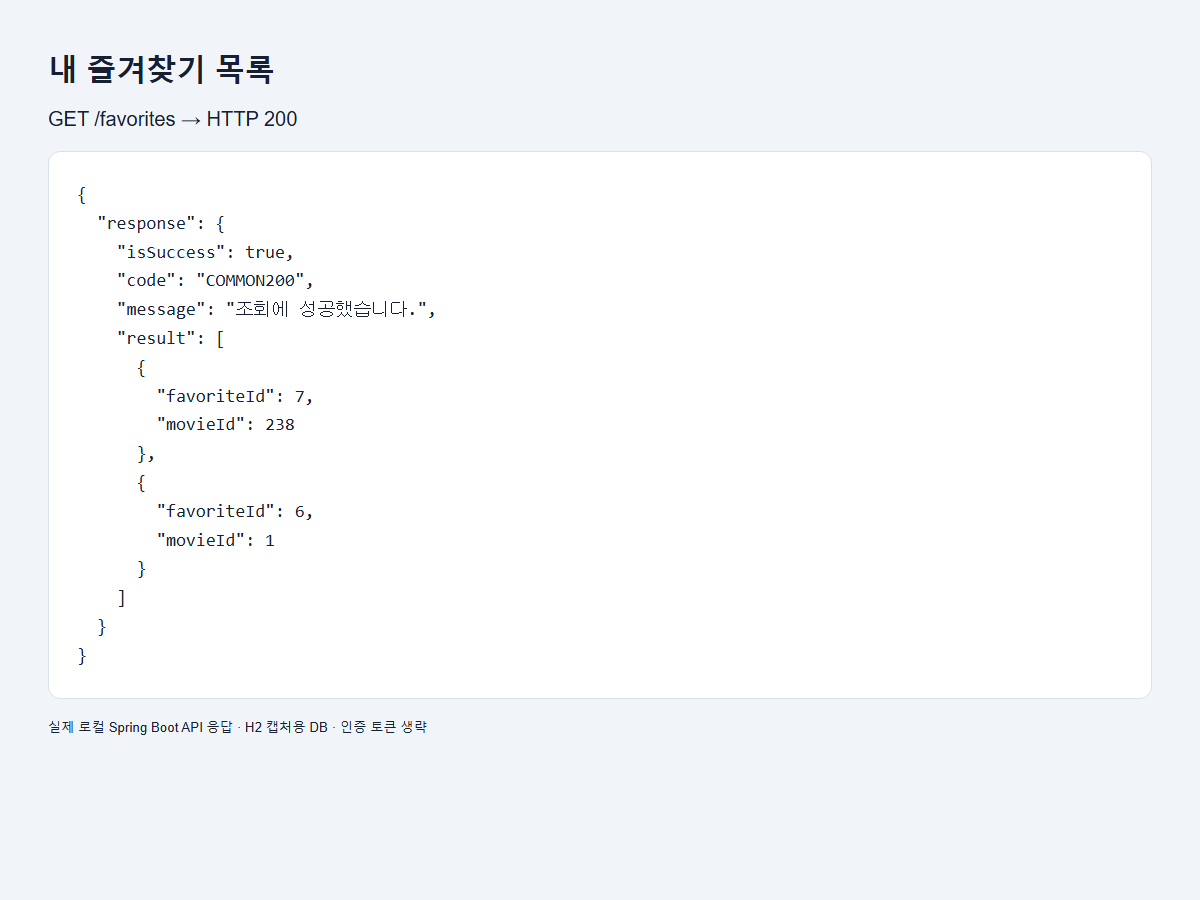 내 즐겨찾기 목록
GET /favorites → HTTP 200
{
  "response": {
    "isSuccess": true,
    "code": "COMMON200",
    "message": "조회에 성공했습니다.",
    "result": [
      {
        "favoriteId": 7,
        "movieId": 238
      },
      {
        "favoriteId": 6,
        "movieId": 1
      }
    ]
  }
}
실제 로컬 Spring Boot API 응답 · H2 캡처용 DB · 인증 토큰 생략